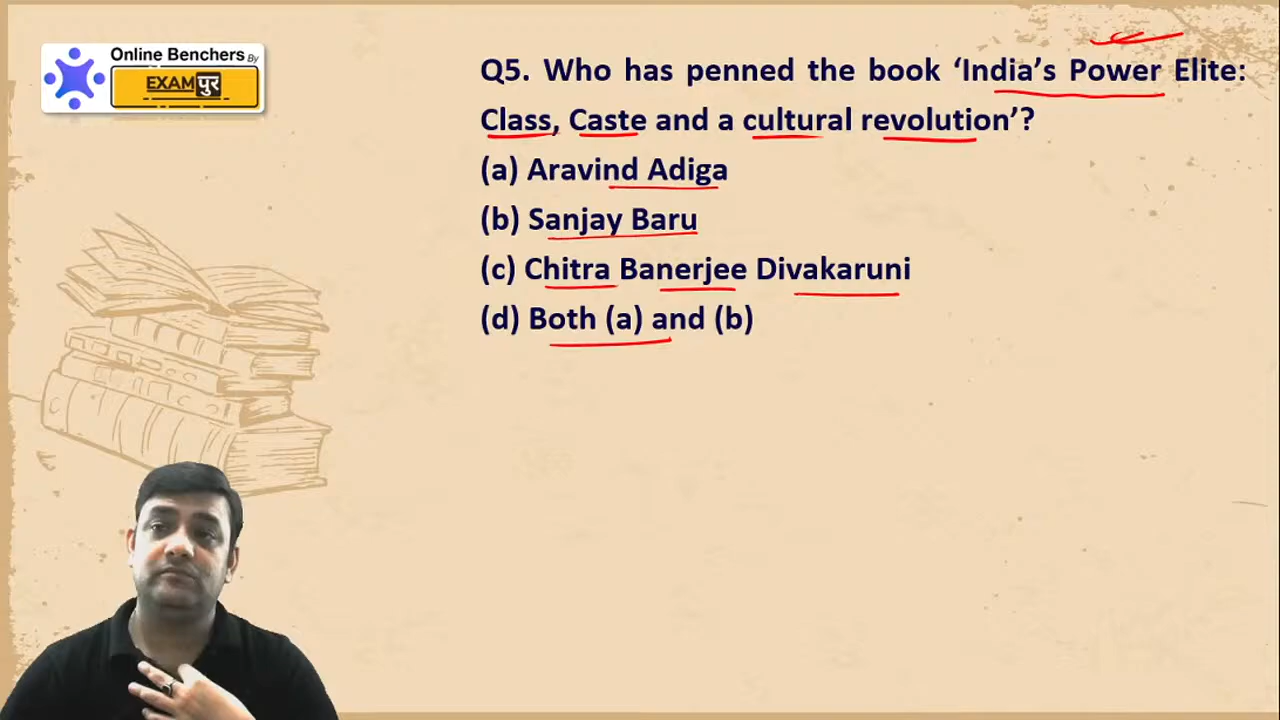 Online Benchers By
EXAMपुर
Q5. Who has penned the book ‘India’s Power Elite:
Class, Caste and a cultural revolution’?
(a) Aravind Adiga
(b) Sanjay Baru
(c) Chitra Banerjee Divakaruni
(d) Both (a) and (b)